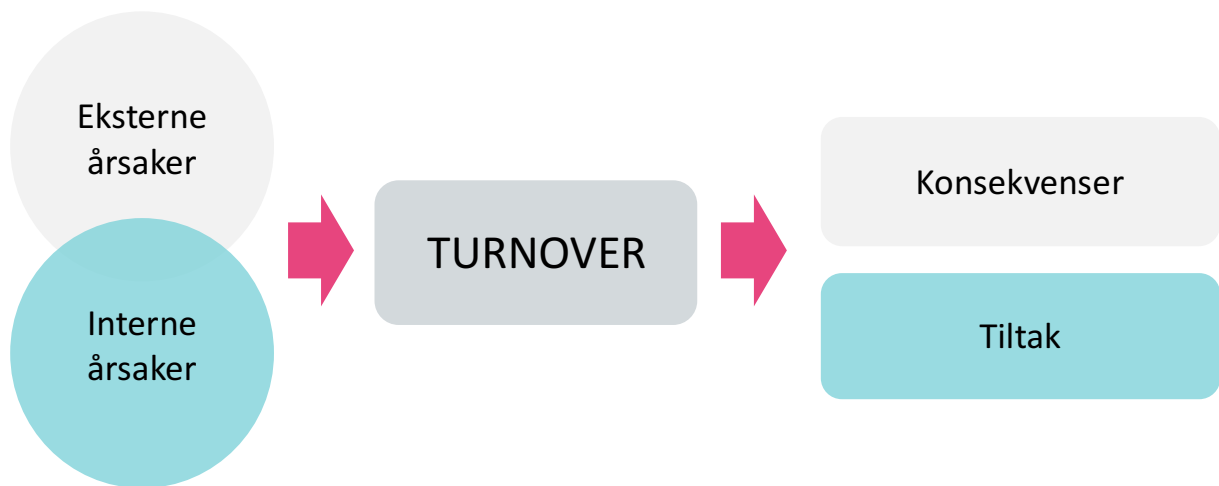 Eksterne
årsaker
Interne
årsaker
TURNOVER
Konsekvenser
Tiltak